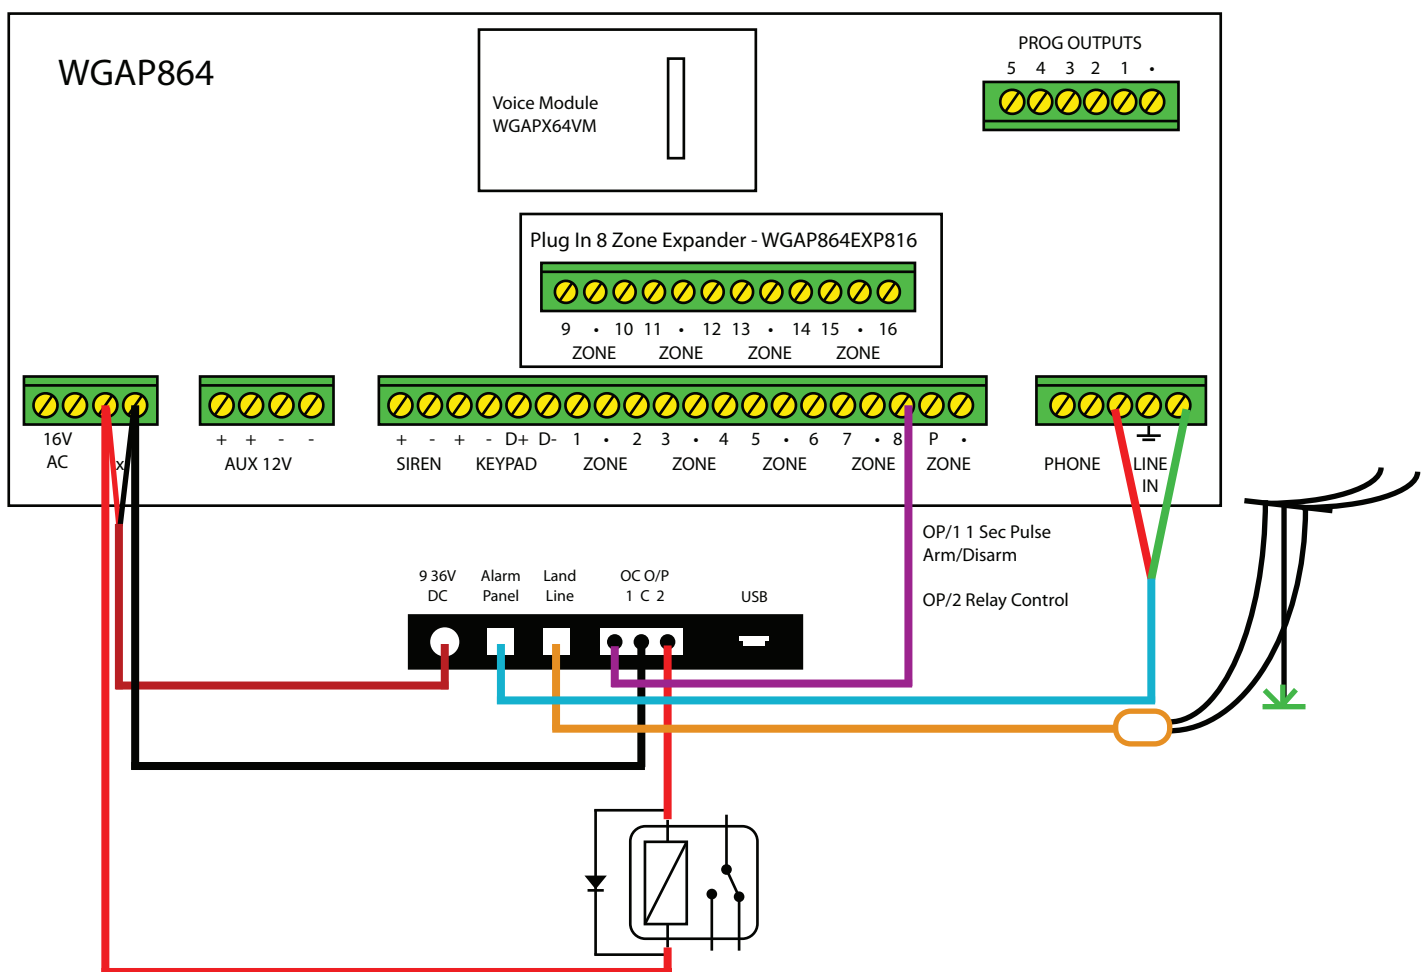 WGAP864
Voice Module
WGAPX64VM
PROG OUTPUTS
5 4 3 2 1 •
Plug In 8 Zone Expander - WGAP864EXP816
9 • 10 11 • 12 13 • 14 15 • 16
ZONE ZONE ZONE ZONE
16V
AC
x
+ + - -
AUX 12V
+ - + - D+ D- 1 • 2 3 • 4 5 • 6 7 • 8 P •
SIREN KEYPAD ZONE ZONE ZONE ZONE ZONE
PHONE LINE
IN
OP/1 1 Sec Pulse
Arm/Disarm
OP/2 Relay Control
9 36V
DC
Alarm
Panel
Land
Line
OC O/P
1 C 2
USB